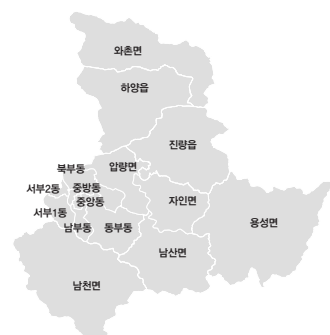 와촌면
하양읍
진량읍
압량면
북부동
서부2동
중방동
중앙동
자인면
용성면
서부1동
남부동
동부동
남산면
남천면